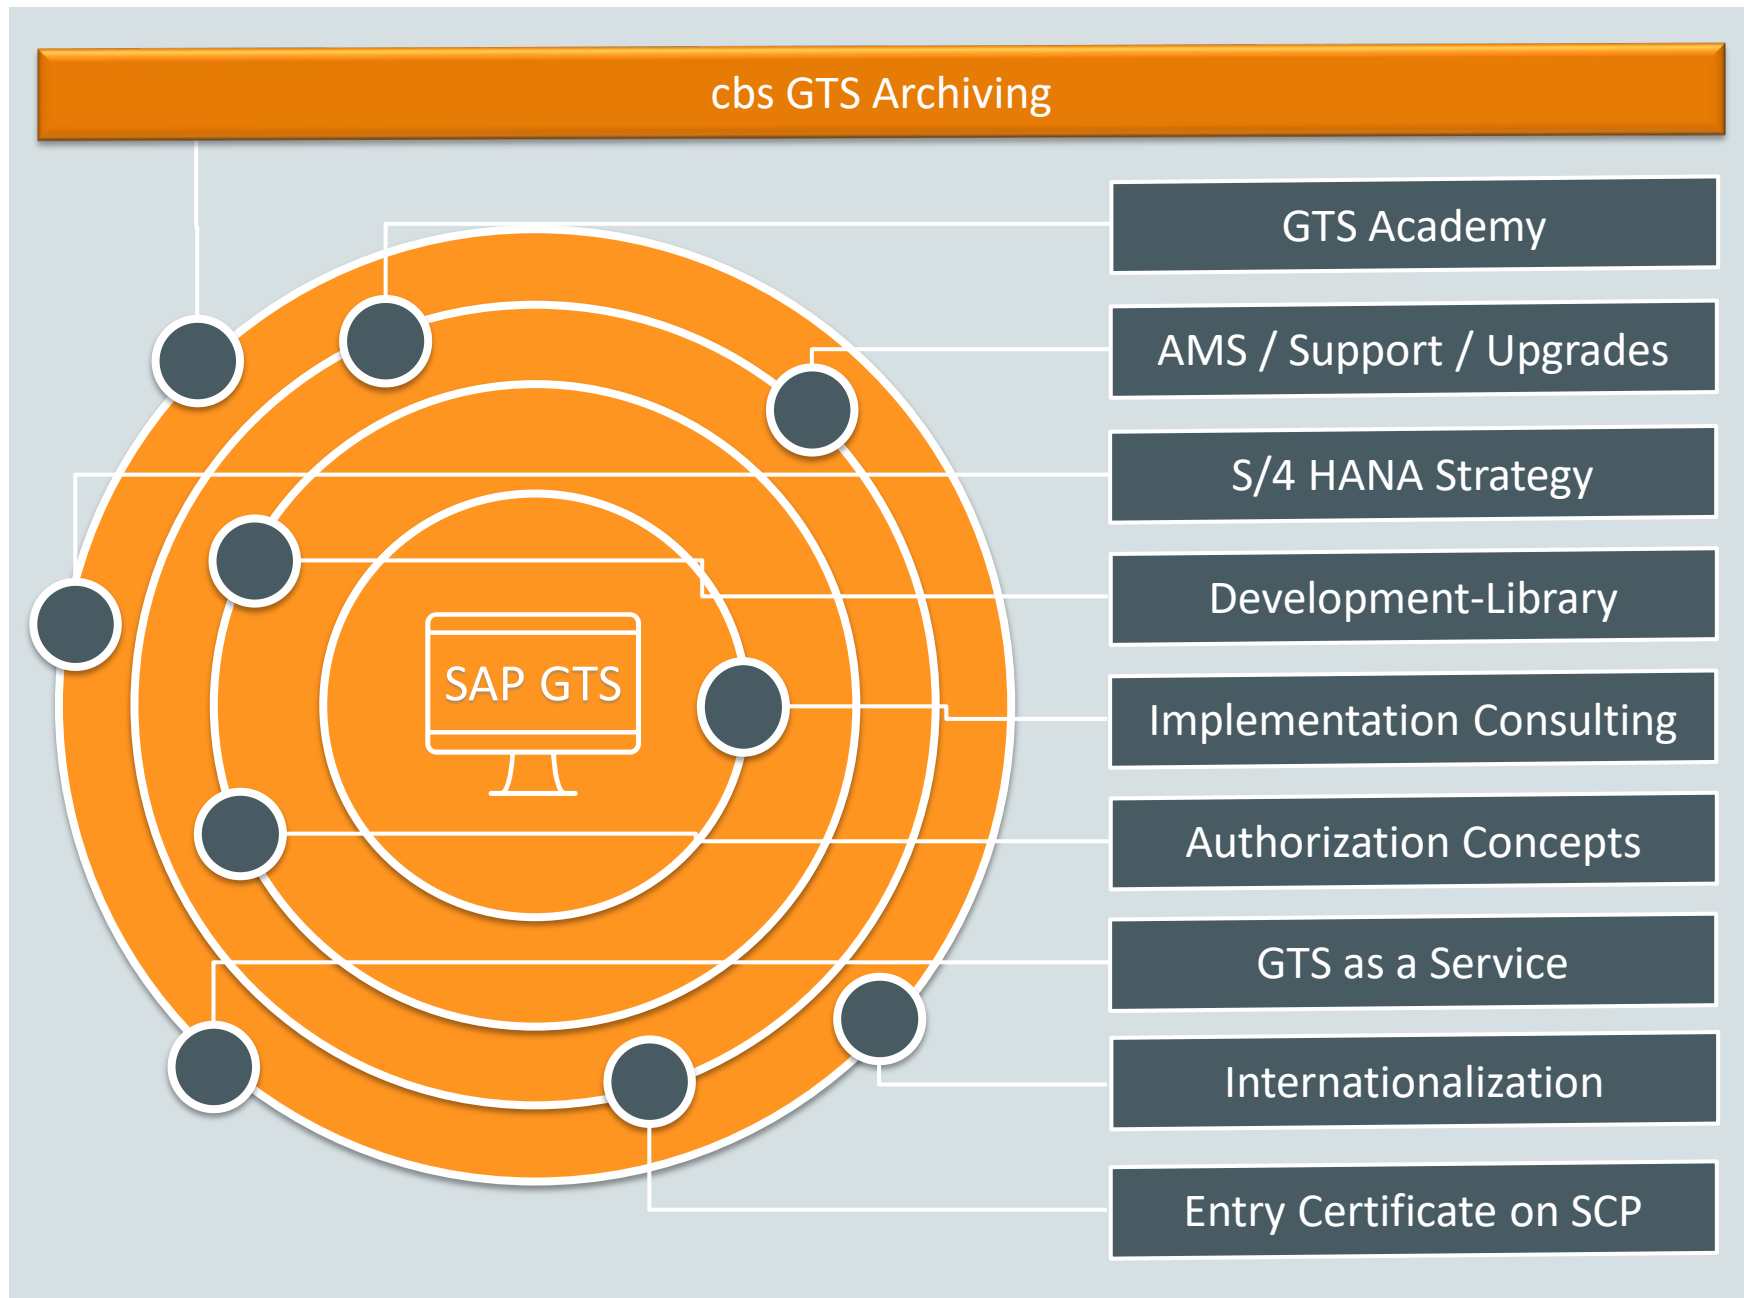 cbs GTS Archiving
GTS Academy
AMS / Support / Upgrades
S/4 HANA Strategy
Development-Library
SAP GTS
Implementation Consulting
Authorization Concepts
GTS as a Service
Internationalization
Entry Certificate on SCP